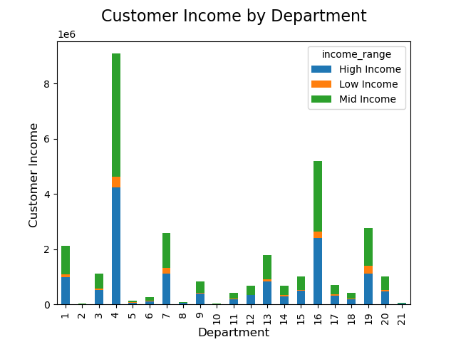 Customer Income by Department
1e6
income_range
High Income
Low Income
Mid Income
Customer Income
8
6
4
2
0
1 2 3 4 5 6 7 8 9 10 11 12 13 14 15 16 17 18 19 20 21
Department